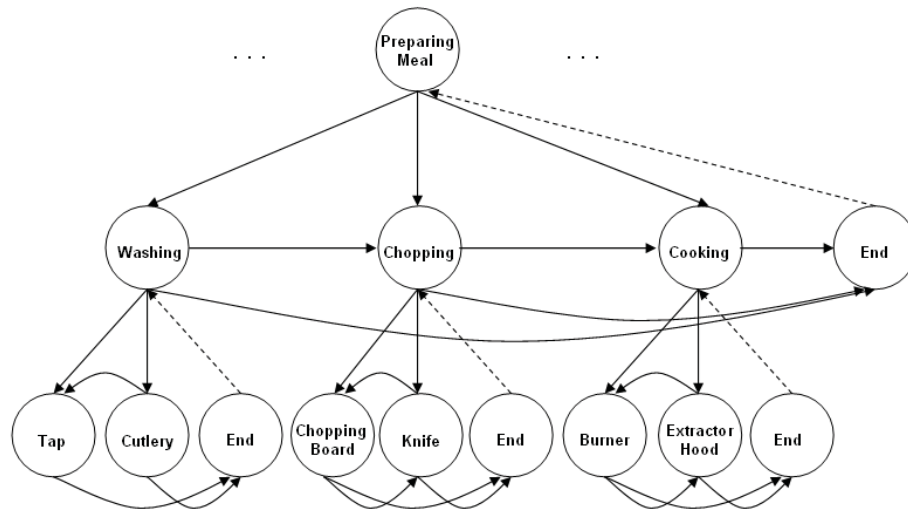 Preparing
Meal
. . .
. . .
Washing
Chopping
Cooking
End
Tap
Cutlery
End
Chopping
Board
Knife
End
Burner
Extractor
Hood
End